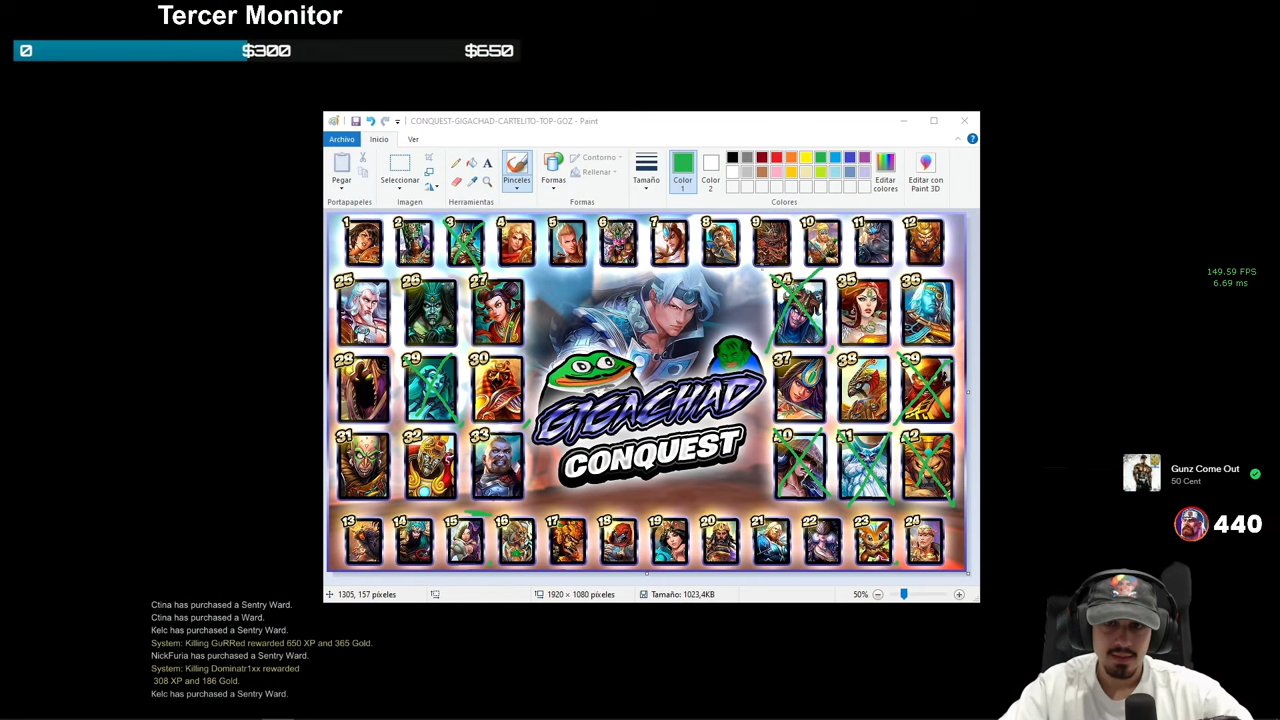 Tercer Monitor
0 $300 $650
CONQUEST-GIGACHAD-CARTELITO-TOP-GOZ - Paint
Archivo Inicio Ver
Pegar
Seleccionar
Pinceles
Formas
Contorno
Rellenar
Tamaño
Color 1
Color 2
Editar colores
Editar con Paint 3D
Portapapeles Imagen Herramientas Formas Colores
1 2 3 4 5 6 7 8 9 10 11 12
25 26 27 34 35 36
28 29 30 37 38 39
GIGACHAD
CONQUEST
31 32 33 40 41 42
13 14 15 16 17 18 19 20 21 22 23 24
1305, 157 píxeles
1920 × 1080 píxeles
Tamaño: 1023,4KB
50%
149.59 FPS
6.69 ms
Gunz Come Out
50 Cent
440
Ctina has purchased a Sentry Ward.
Ctina has purchased a Ward.
Kelc has purchased a Sentry Ward.
System: Killing GuRRed rewarded 650 XP and 365 Gold.
NickFuria has purchased a Sentry Ward.
System: Killing Dominatr1xx rewarded
308 XP and 186 Gold.
Kelc has purchased a Sentry Ward.